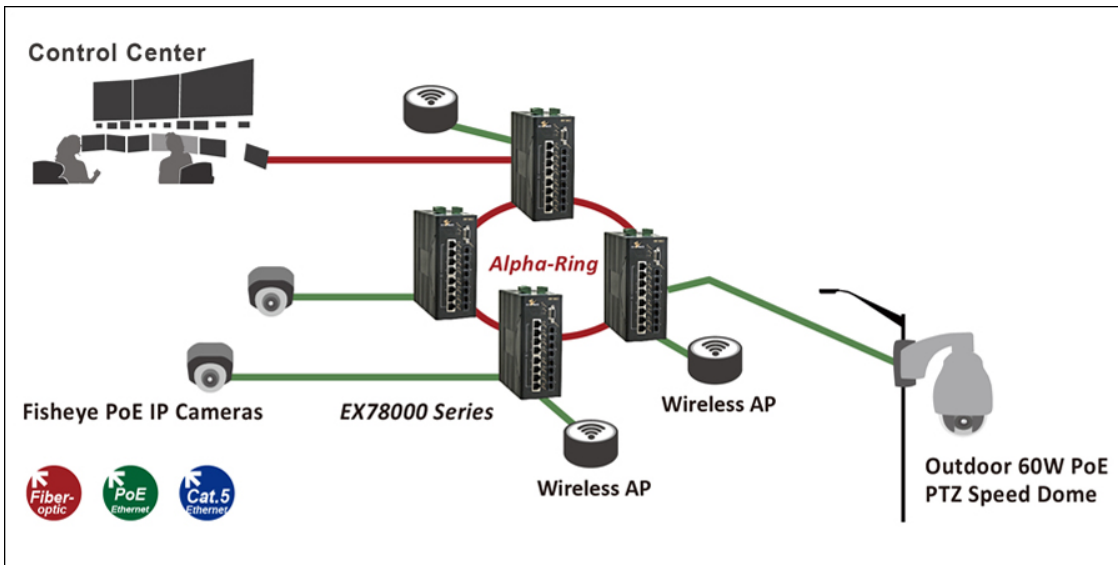 Control Center
Alpha-Ring
Fisheye PoE IP Cameras
EX78000 Series
Wireless AP
Wireless AP
Outdoor 60W PoE
PTZ Speed Dome
Fiber-
optic
PoE
Ethernet
Cat.5
Ethernet